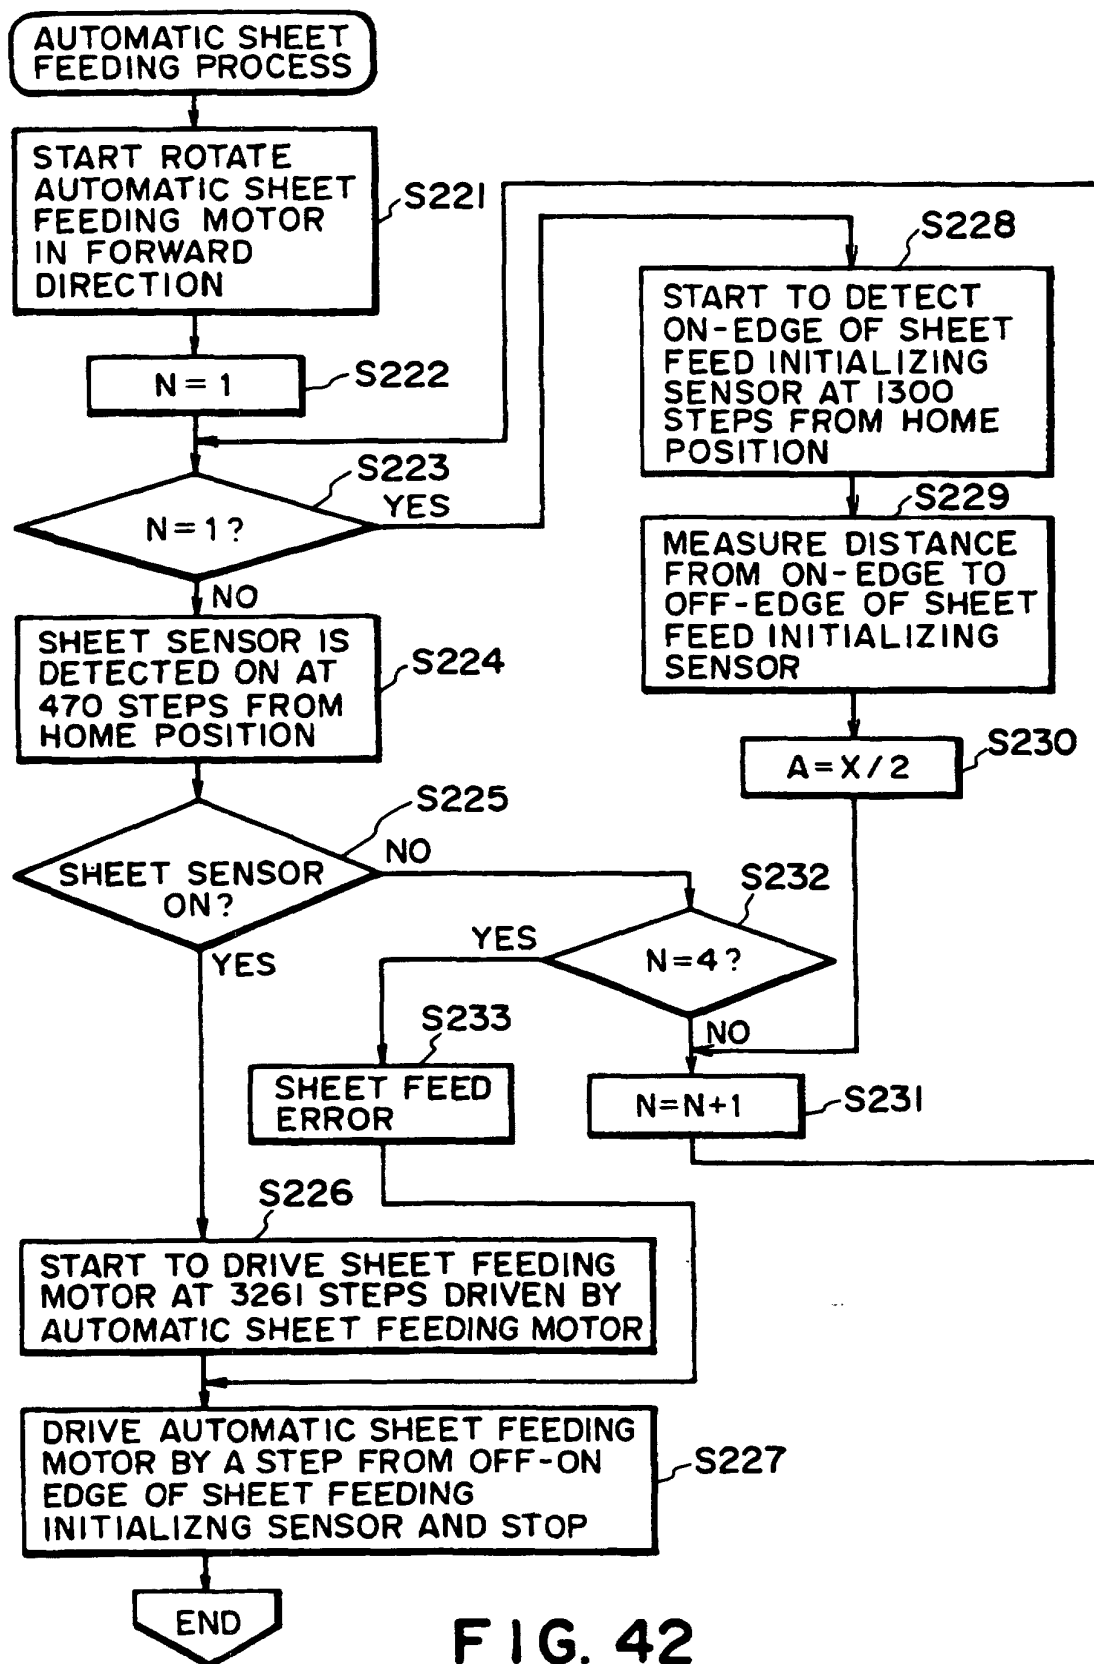 AUTOMATIC SHEET
FEEDING PROCESS
START ROTATE
AUTOMATIC SHEET
FEEDING MOTOR
IN FORWARD
DIRECTION
S221
N=1
S222
S223
N=1?
YES
NO
SHEET SENSOR IS
DETECTED ON AT
470 STEPS FROM
HOME POSITION
S224
S225
SHEET SENSOR
ON?
NO
YES
S228
START TO DETECT
ON-EDGE OF SHEET
FEED INITIALIZING
SENSOR AT 1300
STEPS FROM HOME
POSITION
S229
MEASURE DISTANCE
FROM ON-EDGE TO
OFF-EDGE OF SHEET
FEED INITIALIZING
SENSOR
A=X/2
S230
S232
N=4?
YES
NO
S233
SHEET FEED
ERROR
N=N+1
S231
S226
START TO DRIVE SHEET FEEDING
MOTOR AT 3261 STEPS DRIVEN BY
AUTOMATIC SHEET FEEDING MOTOR
DRIVE AUTOMATIC SHEET FEEDING
MOTOR BY A STEP FROM OFF-ON
EDGE OF SHEET FEEDING
INITIALIZNG SENSOR AND STOP
S227
END
FIG. 42